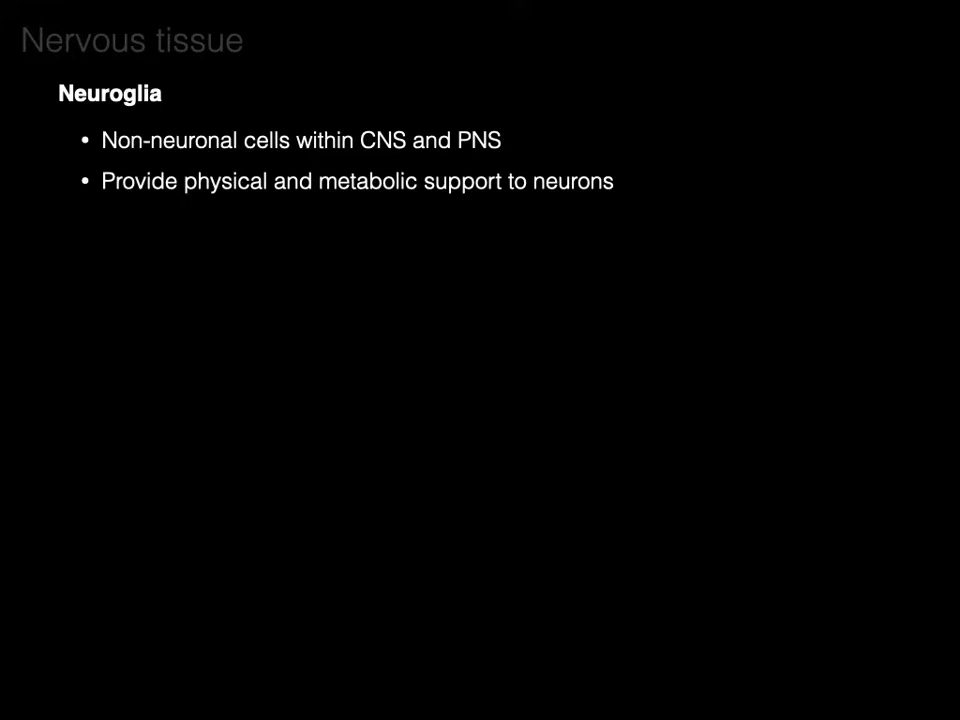 Nervous tissue
Neuroglia
• Non-neuronal cells within CNS and PNS
• Provide physical and metabolic support to neurons